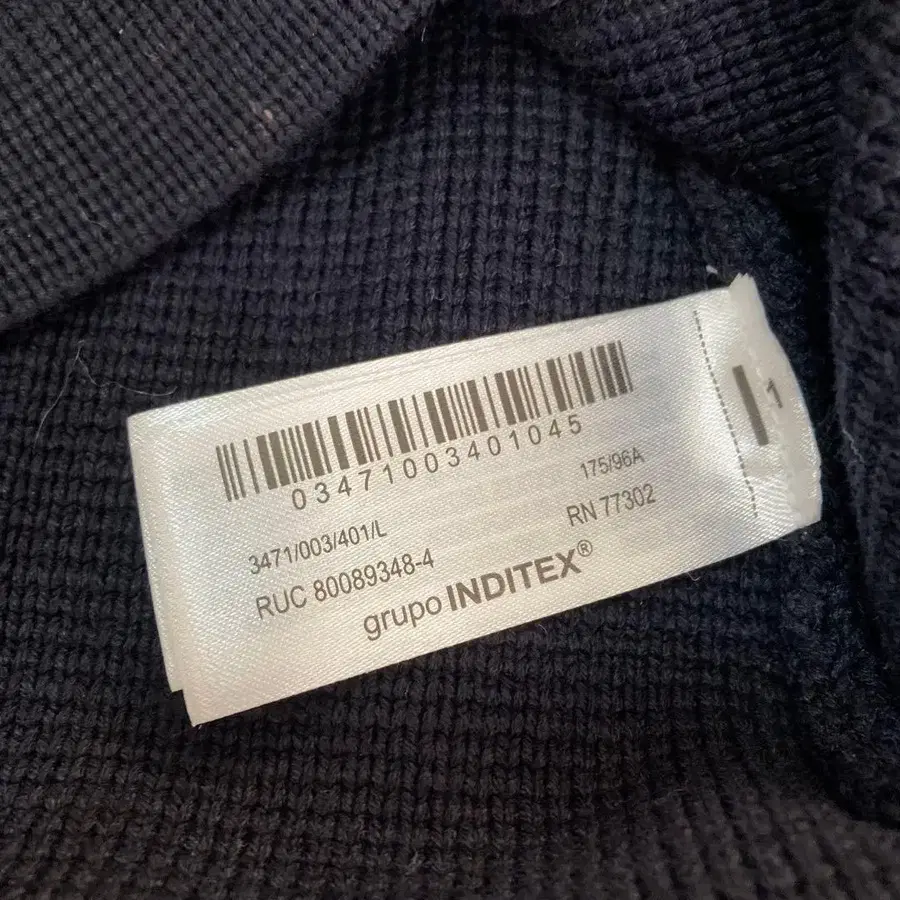 03471003401045
3471/003/401/L 175/96A
RUC 80089348-4 RN 77302
grupo INDITEX®
1